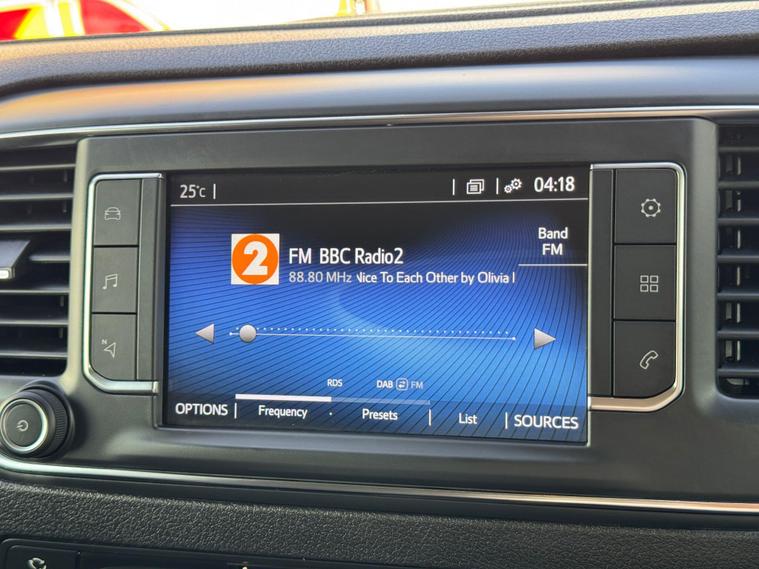 25°C
04:18
2
FM BBC Radio2
88.80 MHz Nice To Each Other by Olivia
Band
FM
N
RDS
DAB FM
OPTIONS Frequency Presets List SOURCES